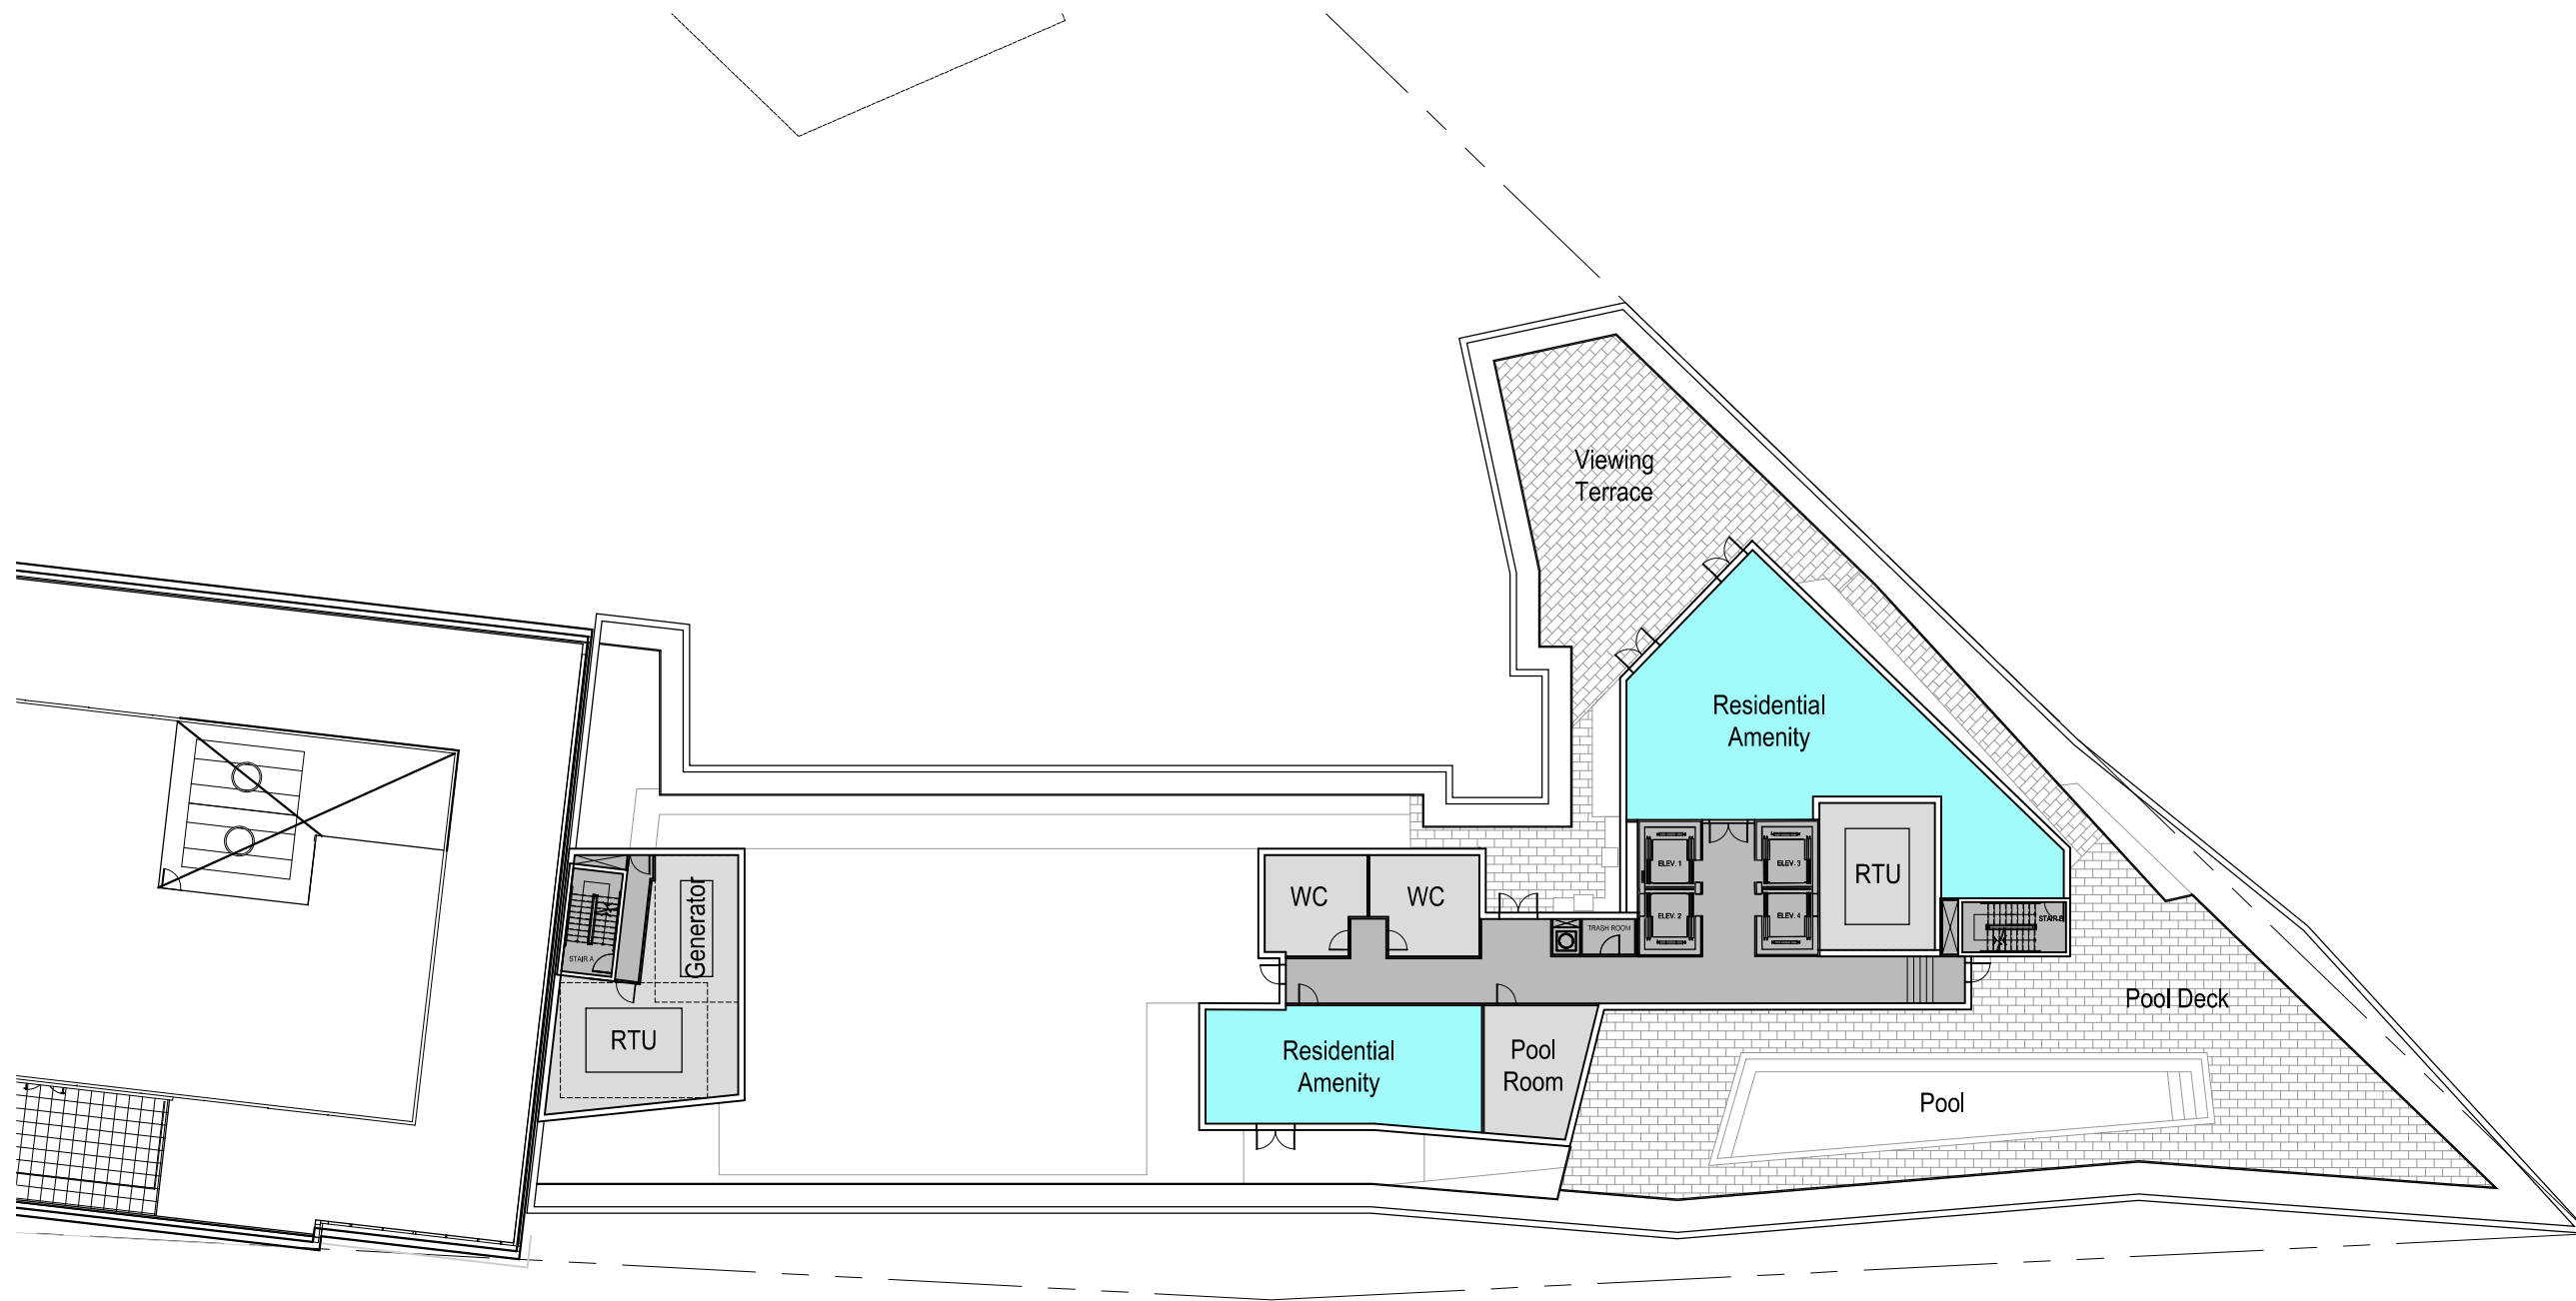 Viewing
Terrace
Residential
Amenity
ELEV. 1
ELEV. 3
RTU
WC
WC
Generator
ELEV. 2
ELEV. 4
STAIR B
TRASH ROOM
STAIR A
Pool Deck
RTU
Residential
Amenity
Pool
Room
Pool